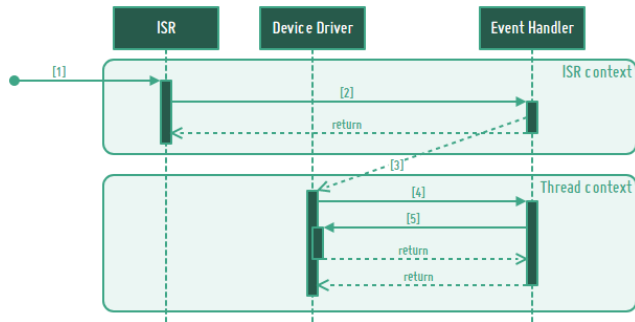 ISR
Device Driver
Event Handler
ISR context
[1]
[2]
return
[3]
Thread context
[4]
[5]
return
return